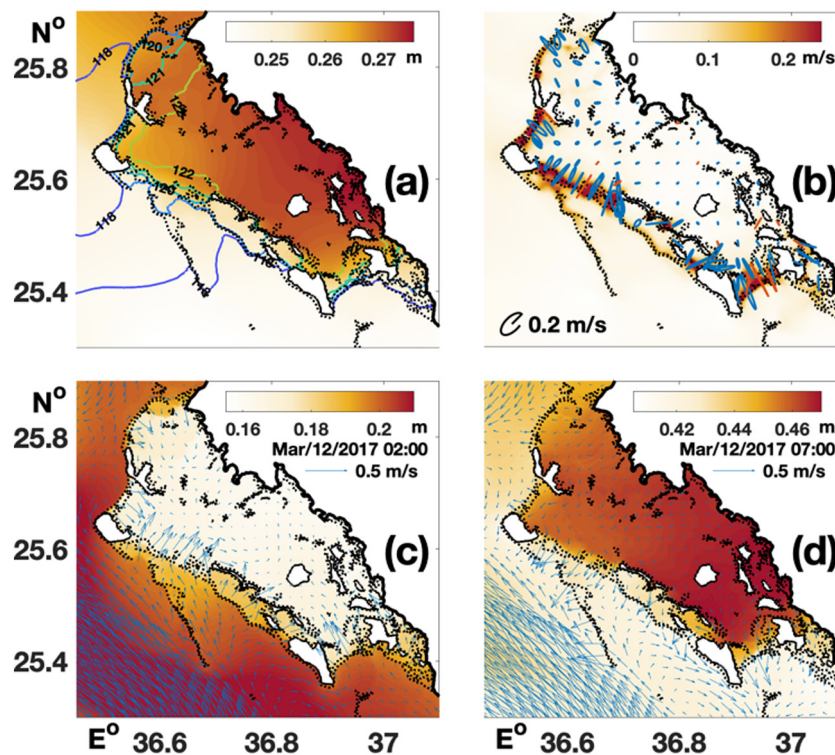 N°
25.8
25.6
25.4
0.25 0.26 0.27
m
118
120
121
122
120
118
(a)
0 0.1 0.2
m/s
(b)
0.2 m/s
N°
25.8
25.6
25.4
0.16 0.18 0.2
m
Mar/12/2017 02:00
0.5 m/s
(c)
E° 36.6 36.8 37
0.42 0.44 0.46
m
Mar/12/2017 07:00
0.5 m/s
(d)
E° 36.6 36.8 37